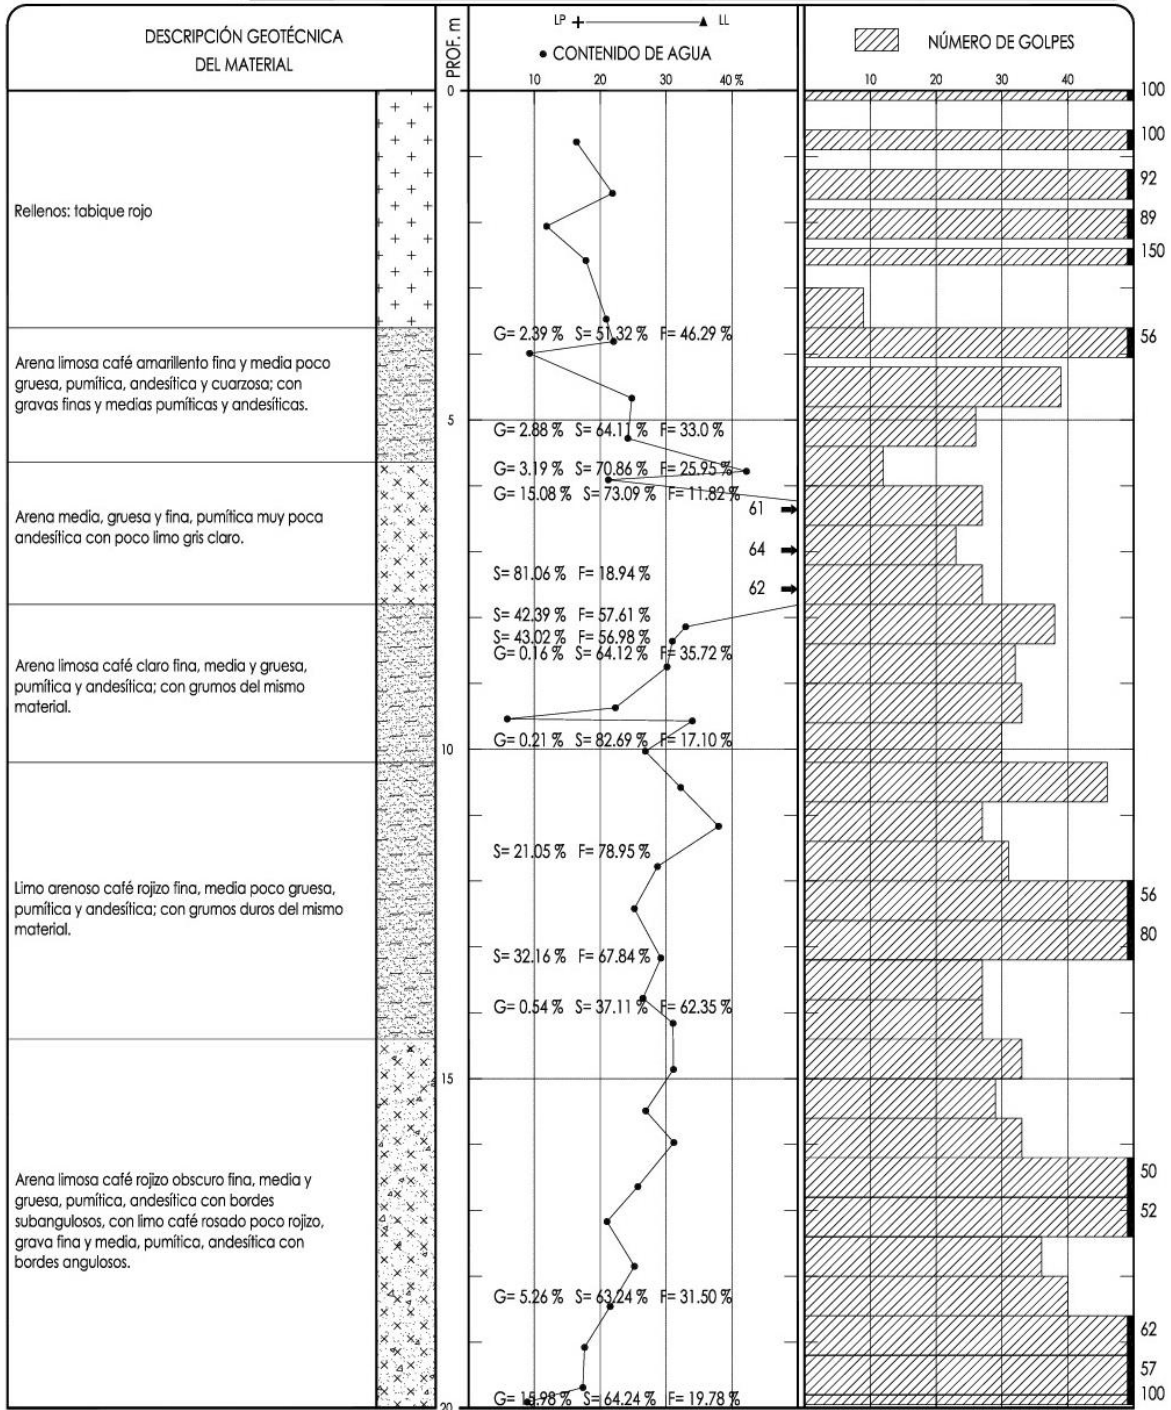 DESCRIPCIÓN GEOTÉCNICA
DEL MATERIAL
PROF. m
LP LL
CONTENIDO DE AGUA
10 20 30 40 %
NÚMERO DE GOLPES
10 20 30 40
0
100
100
92
89
150
Rellenos: tabique rojo
G= 2.39 % S= 51.32 % F= 46.29 %
56
Arena limosa café amarillento fina y media poco
gruesa, pumítica, andesítica y cuarzosa; con
gravas finas y medias pumíticas y andesíticas.
5
G= 2.88 % S= 64.11 % F= 33.0 %
G= 3.19 % S= 70.86 % F= 25.95 %
G= 15.08 % S= 73.09 % F= 11.82 %
61
64
62
Arena media, gruesa y fina, pumítica muy poca
andesítica con poco limo gris claro.
S= 81.06 % F= 18.94 %
S= 42.39 % F= 57.61 %
S= 43.02 % F= 56.98 %
G= 0.16 % S= 64.12 % F= 35.72 %
Arena limosa café claro fina, media y gruesa,
pumítica y andesítica; con grumos del mismo
material.
G= 0.21 % S= 82.69 % F= 17.10 %
10
S= 21.05 % F= 78.95 %
Limo arenoso café rojizo fina, media poco gruesa,
pumítica y andesítica; con grumos duros del mismo
material.
56
80
S= 32.16 % F= 67.84 %
G= 0.54 % S= 37.11 % F= 62.35 %
15
Arena limosa café rojizo obscuro fina, media y
gruesa, pumítica, andesítica con bordes
subangulosos, con limo café rosado poco rojizo,
grava fina y media, pumítica, andesítica con
bordes angulosos.
50
52
G= 5.26 % S= 63.24 % F= 31.50 %
62
57
100
G= 15.98 % S= 64.24 % F= 19.78 %
20